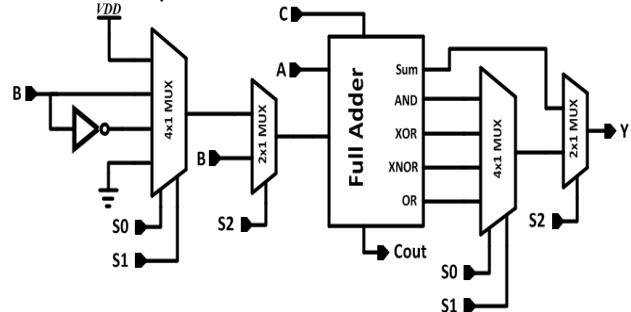 VDD
C
A
B
4x1 MUX
2x1 MUX
B
S0
S1
S2
Full Adder
Sum
AND
XOR
XNOR
OR
Cout
4x1 MUX
2x1 MUX
Y
S0
S1
S2